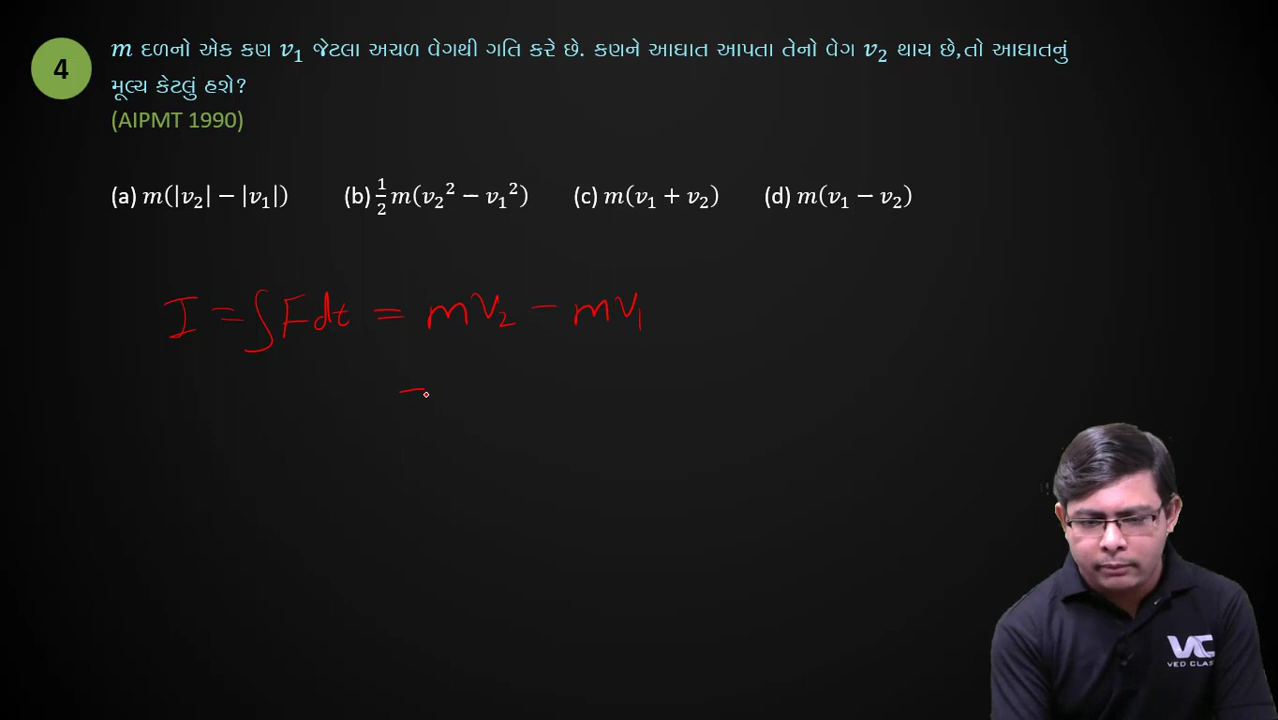 4
m દળનો એક કણ v₁ જેટલા અચળ વેગથી ગતિ કરે છે. કણને આઘાત આપતા તેનો વેગ v₂ થાય છે,તો આઘાતનું
મૂલ્ય કેટલું હશે?
(AIPMT 1990)
(a) m(|v₂| − |v₁|) (b) 1/2 m(v₂² − v₁²) (c) m(v₁ + v₂) (d) m(v₁ − v₂)
I = ∫Fdt = mv₂ − mv₁
VC
VED CLAS